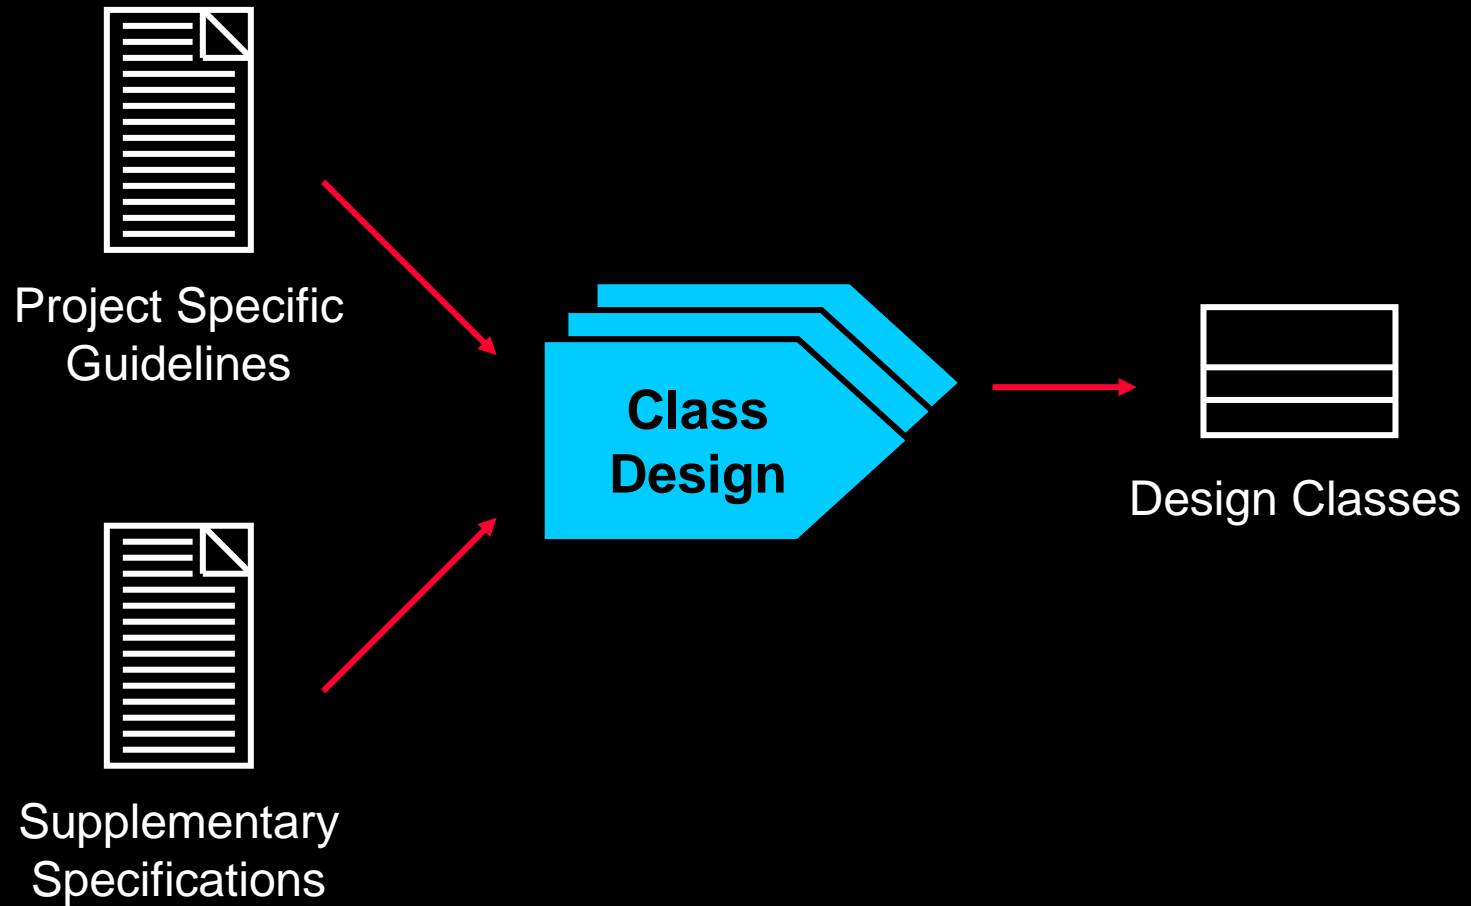 Project Specific
Guidelines
Class
Design
Design Classes
Supplementary
Specifications